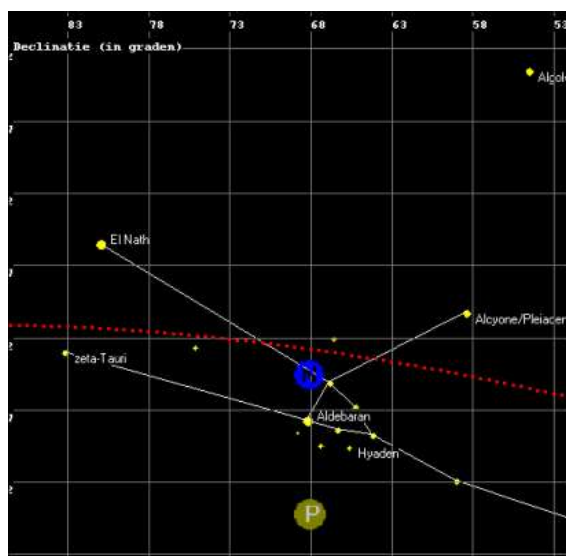 83 78 73 68 63 58 53
Declinatie (in graden)
Algol
El Nath
Alcyone/Pleiaden
zeta-Tauri
Aldebaran
Hyaden
P